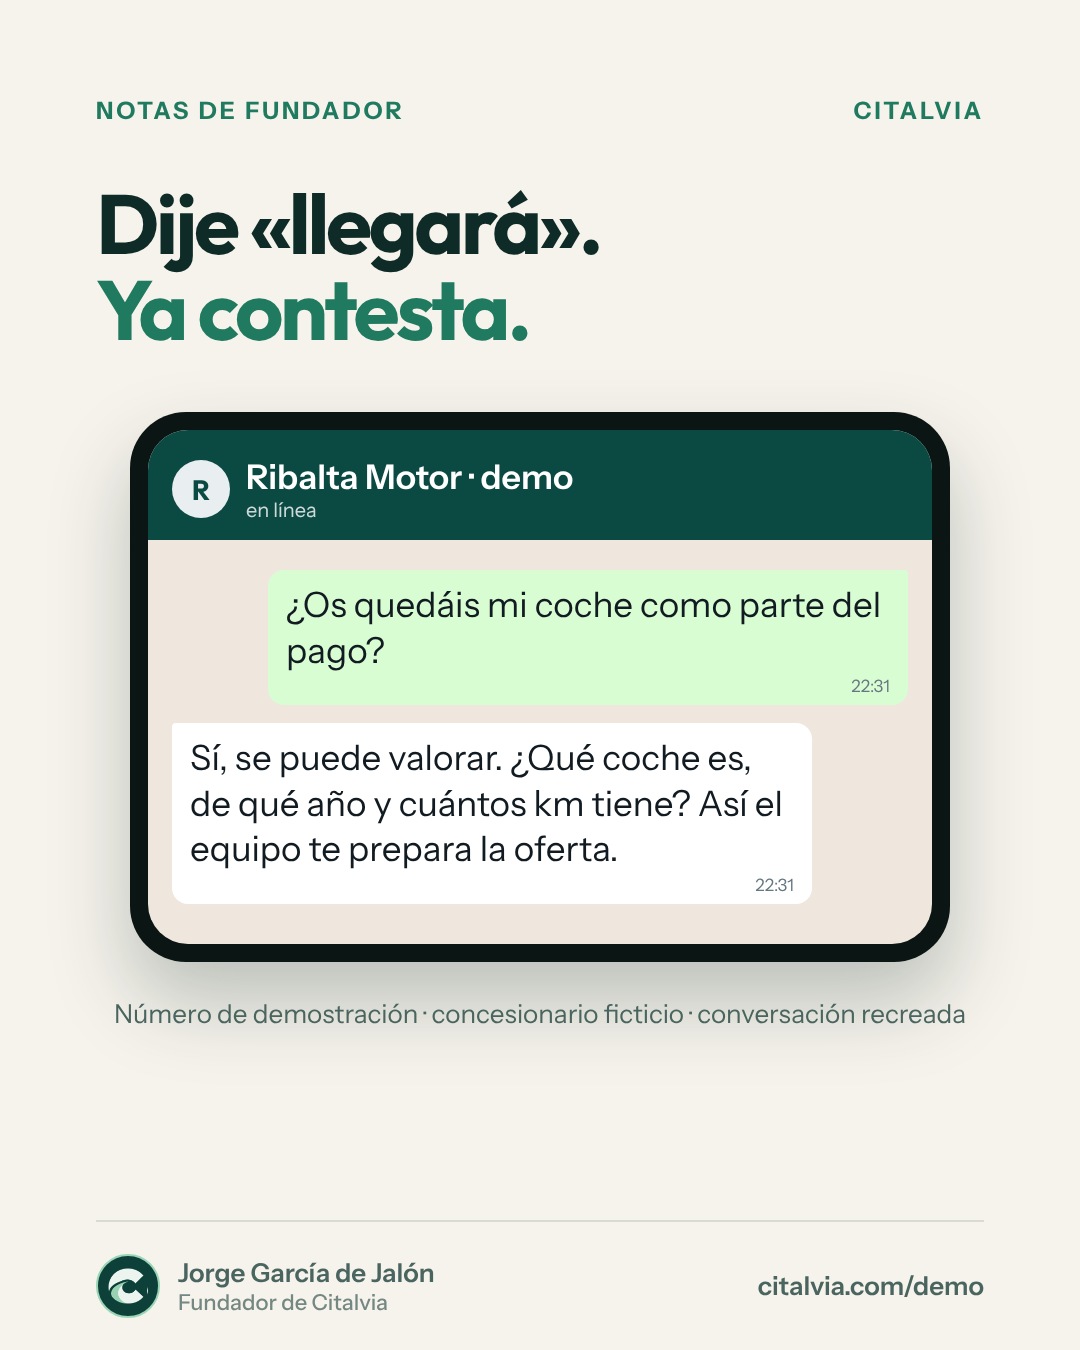 NOTAS DE FUNDADOR
CITALVIA
Dije «llegará».
Ya contesta.
R
Ribalta Motor · demo
en línea
¿Os quedáis mi coche como parte del
pago?
22:31
Sí, se puede valorar. ¿Qué coche es,
de qué año y cuántos km tiene? Así el
equipo te prepara la oferta.
22:31
Número de demostración · concesionario ficticio · conversación recreada
Jorge García de Jalón
Fundador de Citalvia
citalvia.com/demo